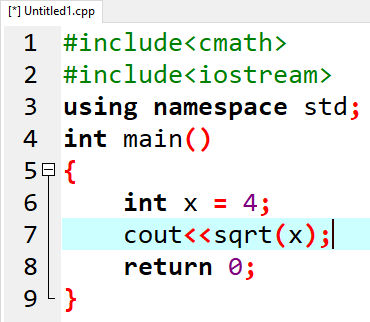 [*] Untitled1.cpp
1 #include<cmath>
2 #include<iostream>
3 using namespace std;
4 int main()
5 {
6 int x = 4;
7 cout<<sqrt(x);
8 return 0;
9 }